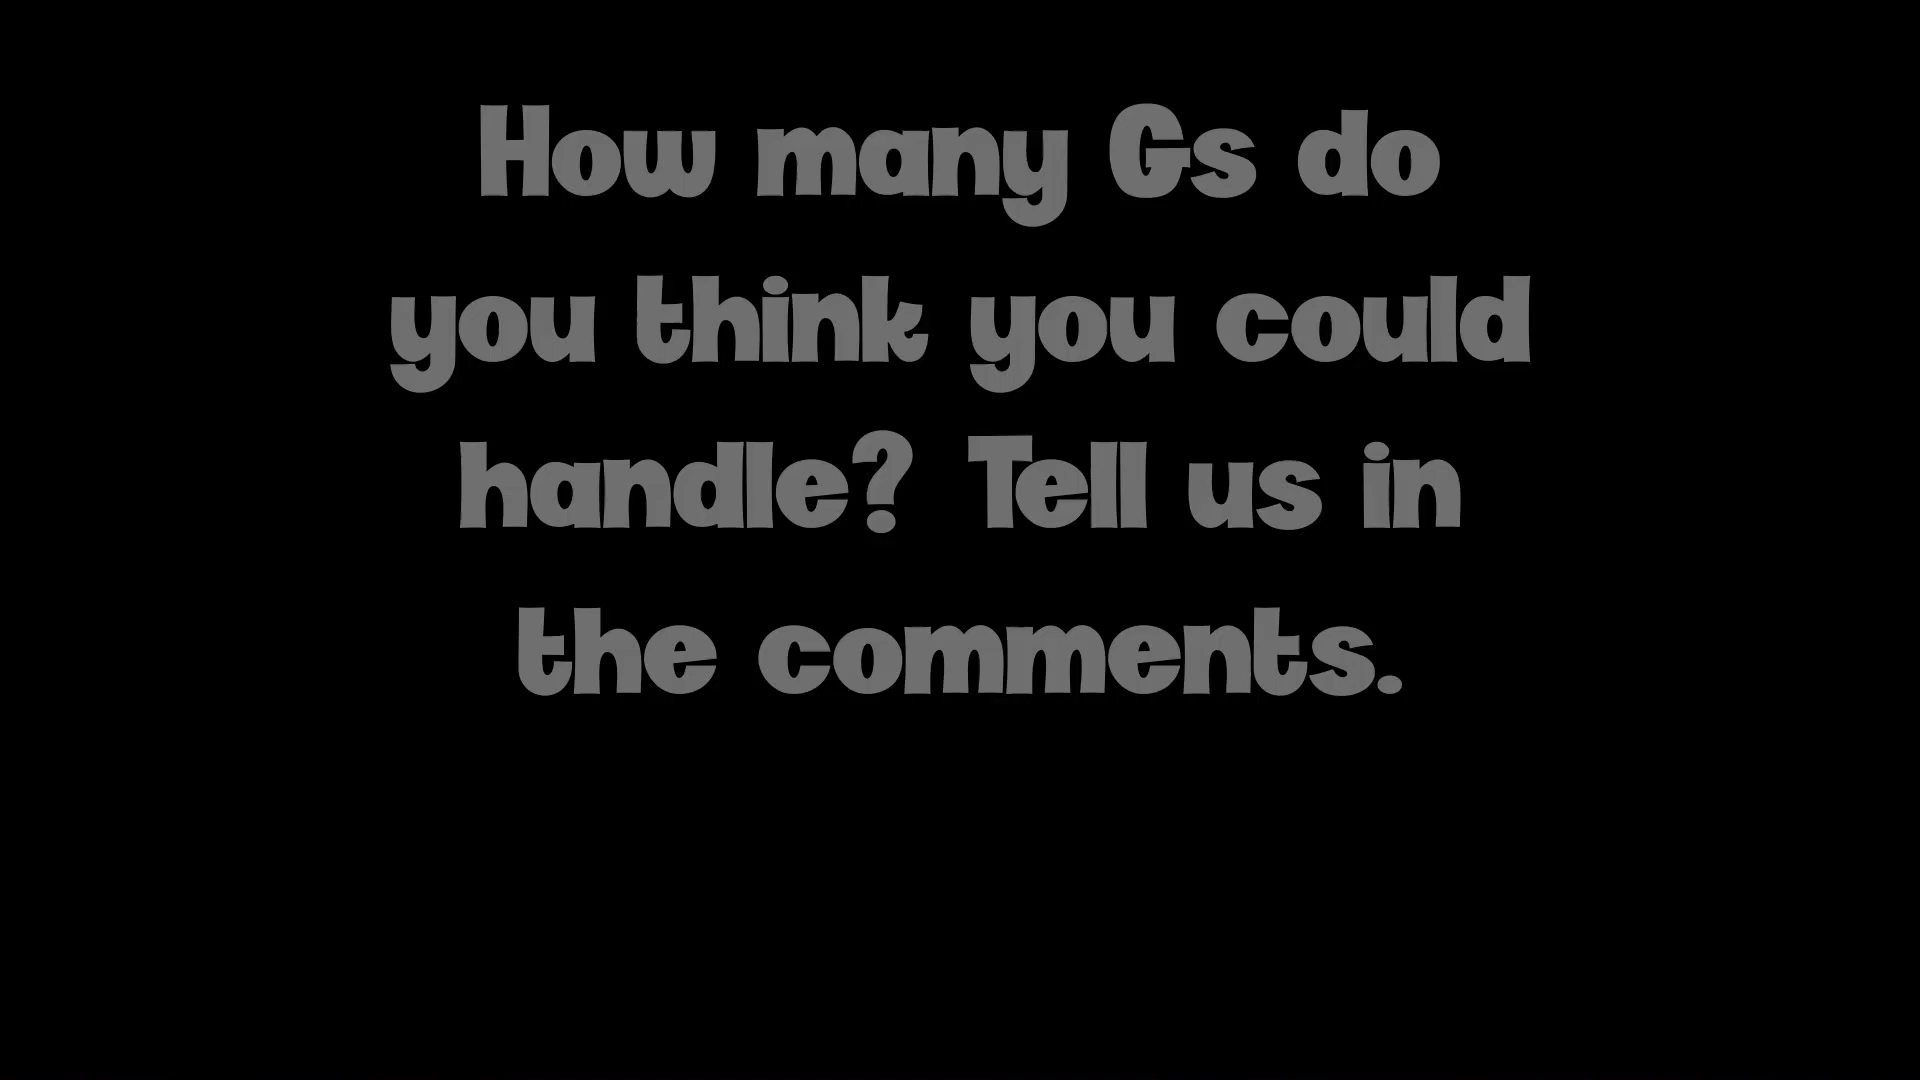 How many Gs do
you think you could
handle? Tell us in
the comments.